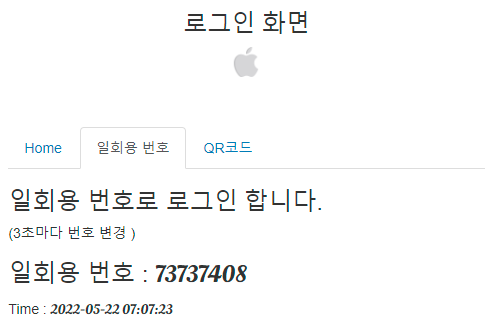 로그인 화면
Home 일회용 번호 QR코드
일회용 번호로 로그인 합니다.
(3초마다 번호 변경 )
일회용 번호 : 73737408
Time : 2022-05-22 07:07:23